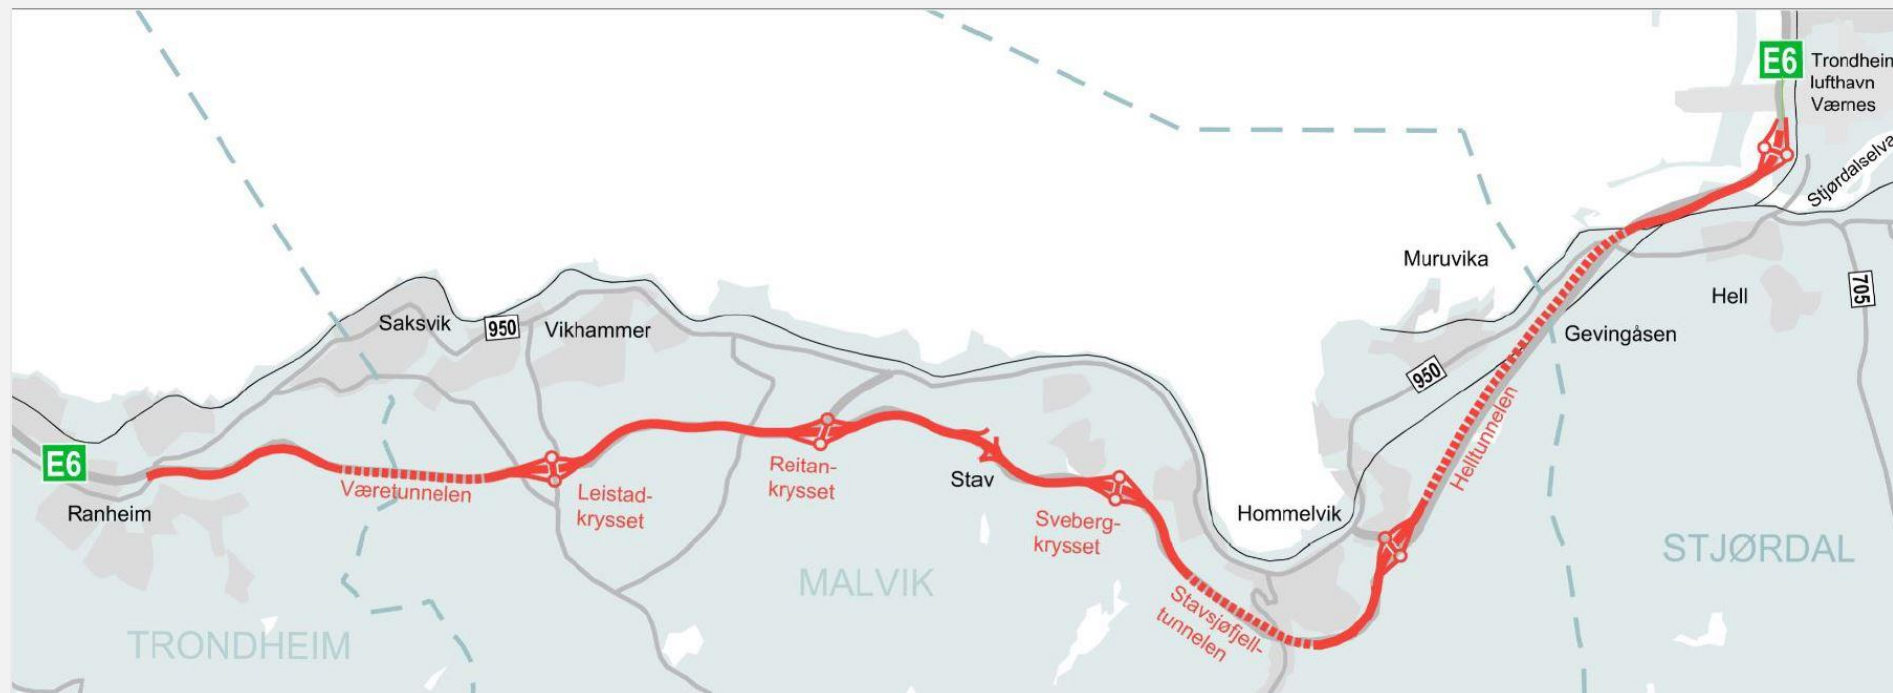 E6
Trondheim
lufthavn
Værnes
Stjørdalselva
Muruvika
Hell
705
Saksvik
950
Vikhammer
Gevingåsen
950
Helltunnelen
E6
Ranheim
Væretunnelen
Leistad-
krysset
Reitan-
krysset
Stav
Sveberg-
krysset
Hommelvik
STJØRDAL
MALVIK
Stavsjøfjell-
tunnelen
TRONDHEIM